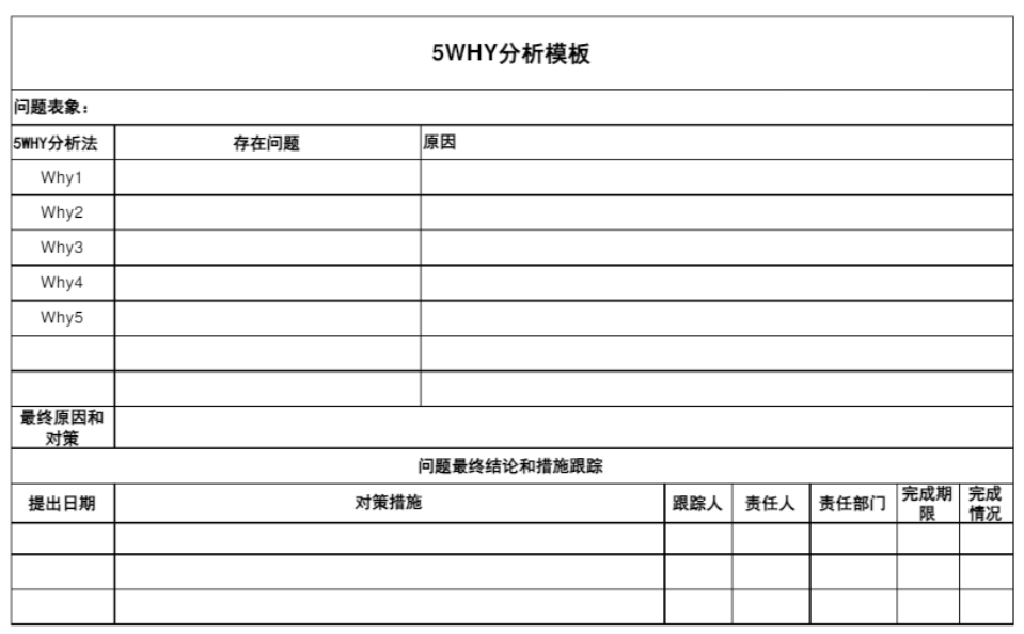 5WHY分析模板
问题表象：
5WHY分析法 存在问题 原因
Why1
Why2
Why3
Why4
Why5
最终原因和
对策
问题最终结论和措施跟踪
提出日期 对策措施 跟踪人 责任人 责任部门 完成期 完成
限 情况